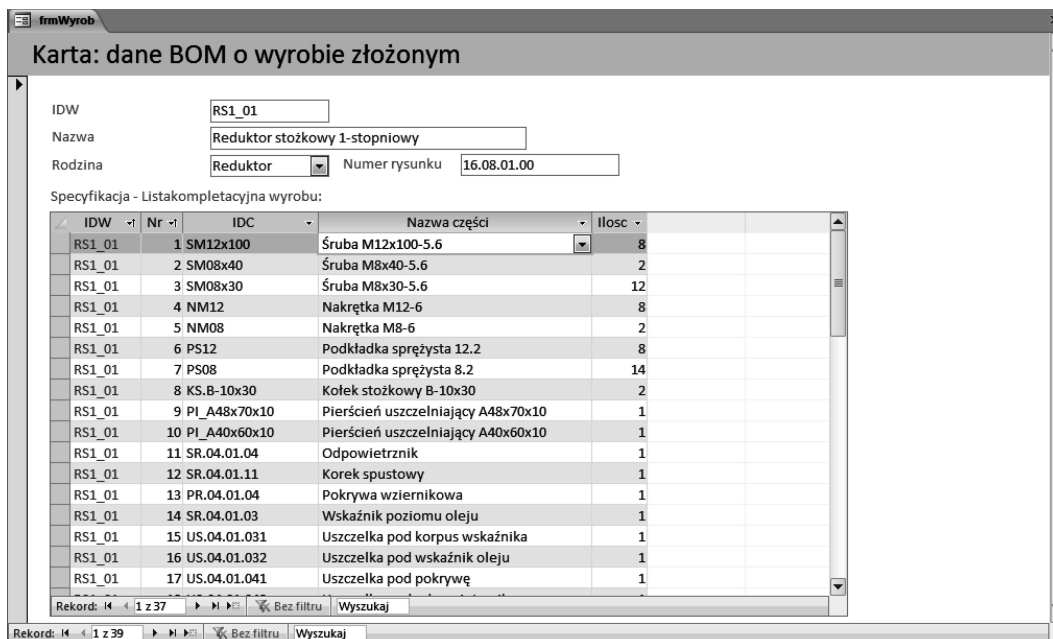 frmWyrob
Karta: dane BOM o wyrobie złożonym
IDW RS1_01
Nazwa Reduktor stożkowy 1-stopniowy
Rodzina Reduktor Numer rysunku 16.08.01.00
Specyfikacja - Listakompletacyjna wyrobu:
IDW Nr IDC Nazwa części Ilosc
RS1_01 1 SM12x100 Śruba M12x100-5.6 8
RS1_01 2 SM08x40 Śruba M8x40-5.6 2
RS1_01 3 SM08x30 Śruba M8x30-5.6 12
RS1_01 4 NM12 Nakrętka M12-6 8
RS1_01 5 NM08 Nakrętka M8-6 2
RS1_01 6 PS12 Podkładka sprężysta 12.2 8
RS1_01 7 PS08 Podkładka sprężysta 8.2 14
RS1_01 8 KS.B-10x30 Kołek stożkowy B-10x30 2
RS1_01 9 PI_A48x70x10 Pierścień uszczelniający A48x70x10 1
RS1_01 10 PI_A40x60x10 Pierścień uszczelniający A40x60x10 1
RS1_01 11 SR.04.01.04 Odpowietrznik 1
RS1_01 12 SR.04.01.11 Korek spustowy 1
RS1_01 13 PR.04.01.04 Pokrywa wziernikowa 1
RS1_01 14 SR.04.01.03 Wskaźnik poziomu oleju 1
RS1_01 15 US.04.01.031 Uszczelka pod korpus wskaźnika 1
RS1_01 16 US.04.01.032 Uszczelka pod wskaźnik oleju 1
RS1_01 17 US.04.01.041 Uszczelka pod pokrywę 1
Rekord: 1 z 37 Bez filtru Wyszukaj
Rekord: 1 z 39 Bez filtru Wyszukaj